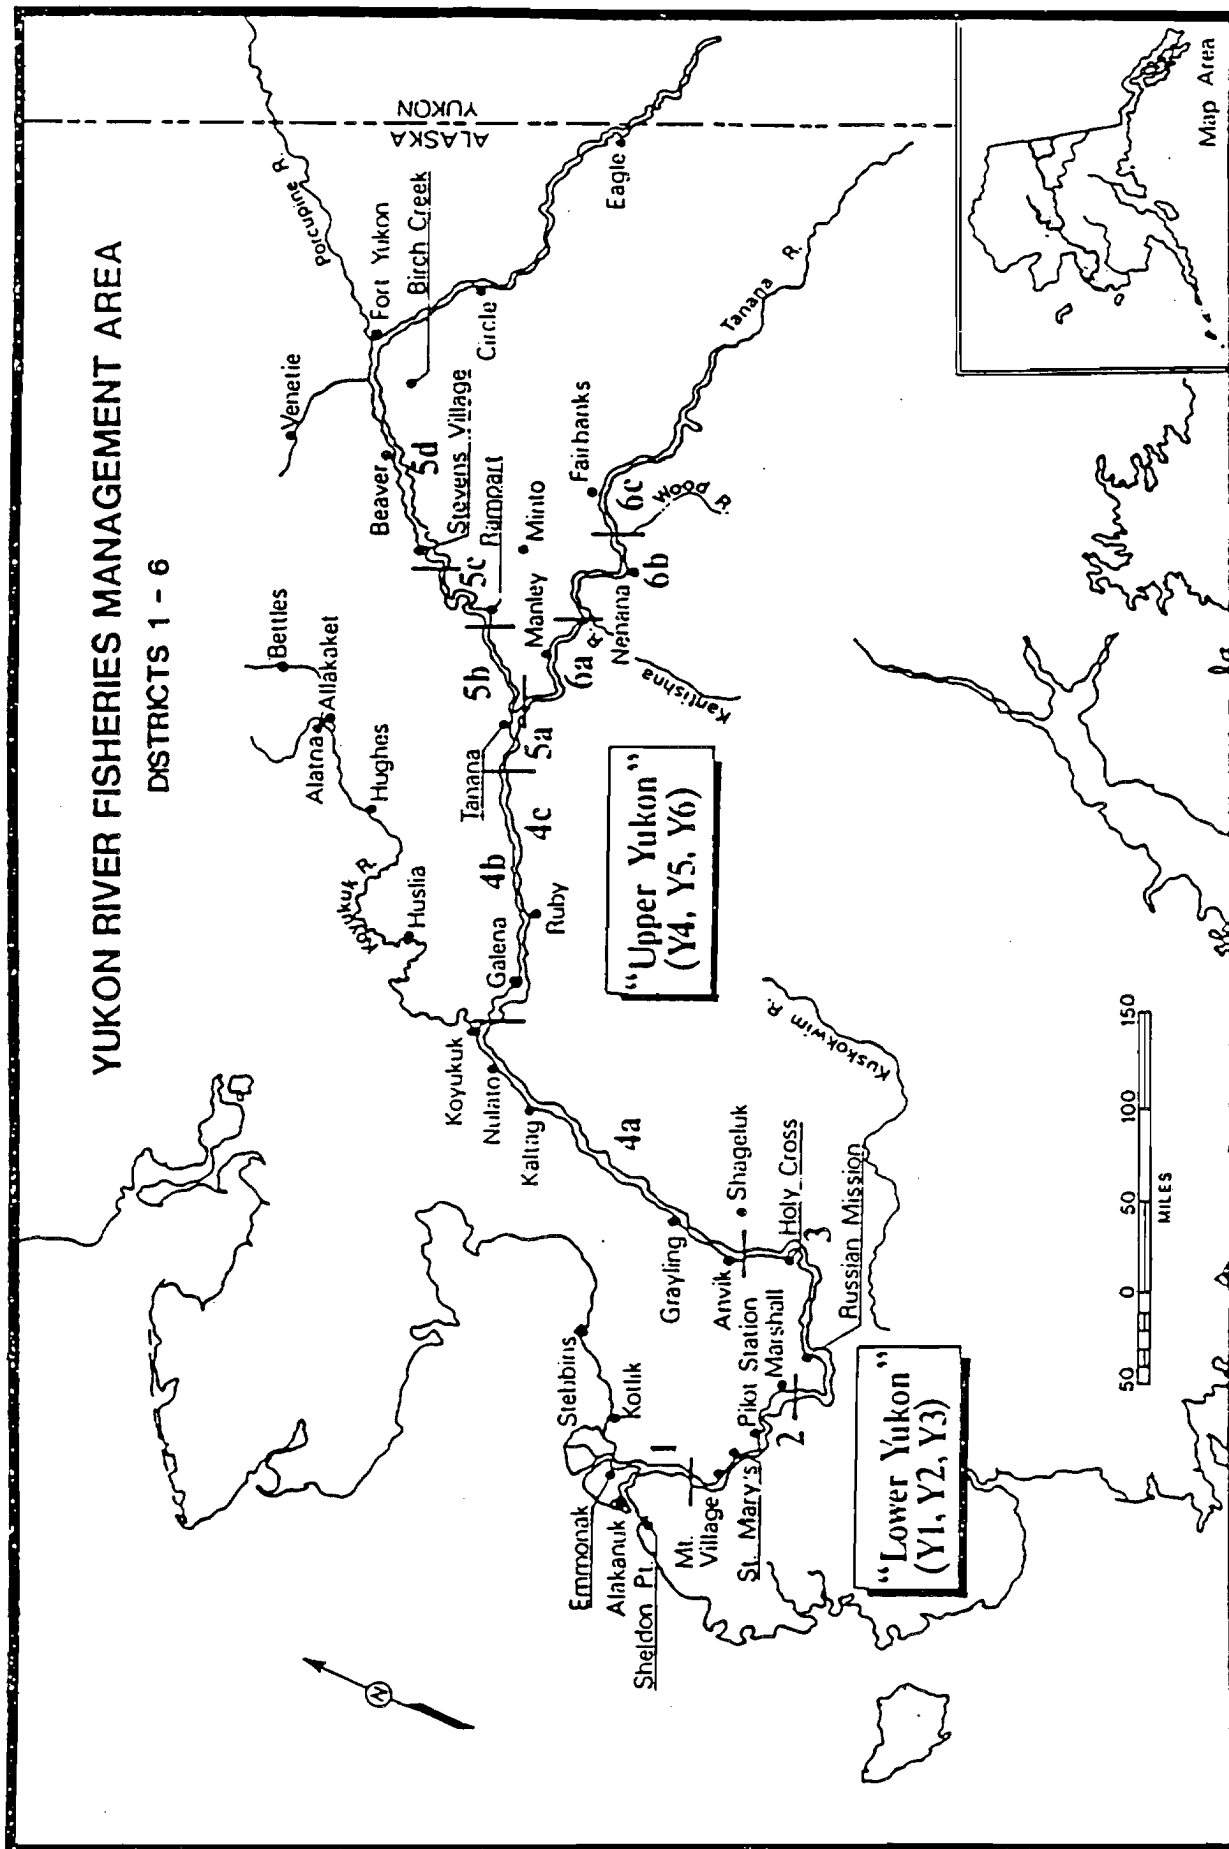 YUKON RIVER FISHERIES MANAGEMENT AREA
DISTRICTS 1 - 6
Porcupine R.
YUKON
ALASKA
Venetie
Fort Yukon
Birch Creek
Beaver
5d
Stevens Village
Circle
Eagle
Bettles
Allakaket
Alatna
Hughes
Koyukuk R.
Huslia
5c
Rampart
Minto
Manley
Fairbanks
6c
Wood R.
6b
Tanana R.
5b
6a
Nenana
R.
Kantishna
Tanana
5a
4c
4b
Galena
Ruby
Koyukuk
Nulato
Kaltag
4a
"Upper Yukon"
(Y4, Y5, Y6)
Grayling
Anvik
Shageluk
Holy Cross
3
Russian Mission
Kuskokwim R.
Stebbins
Kotlik
1
Pilot Station
Marshall
2
Emmonak
Alakanuk
Sheldon Pt.
Mt.
Village
St. Mary's
"Lower Yukon"
(Y1, Y2, Y3)
N
50 0 50 100 150
MILES
Map Area